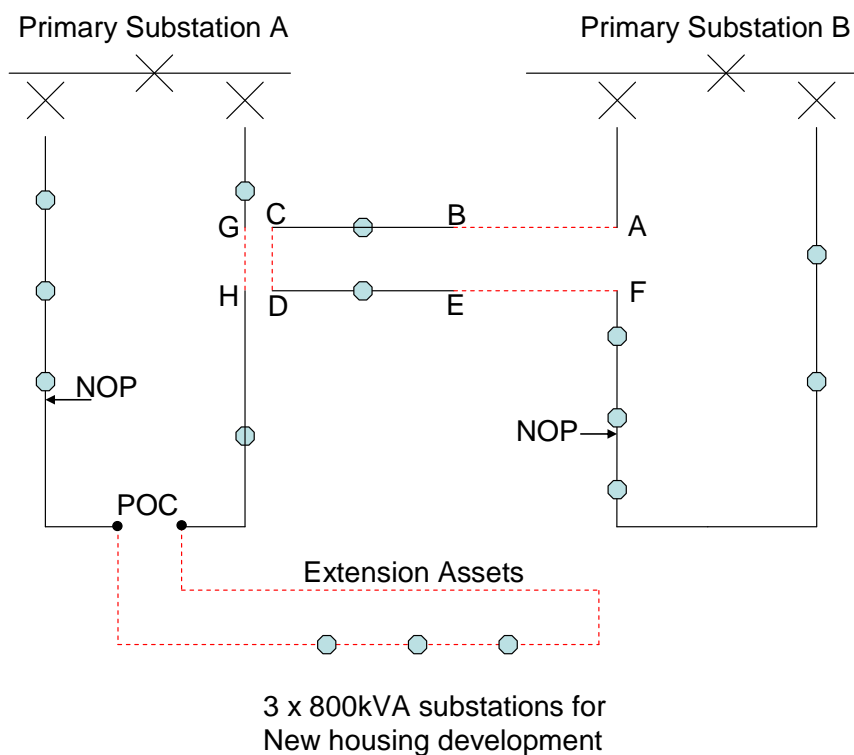 Primary Substation A
Primary Substation B
G
C
B
A
H
D
E
F
NOP
NOP
POC
Extension Assets
3 x 800kVA substations for
New housing development